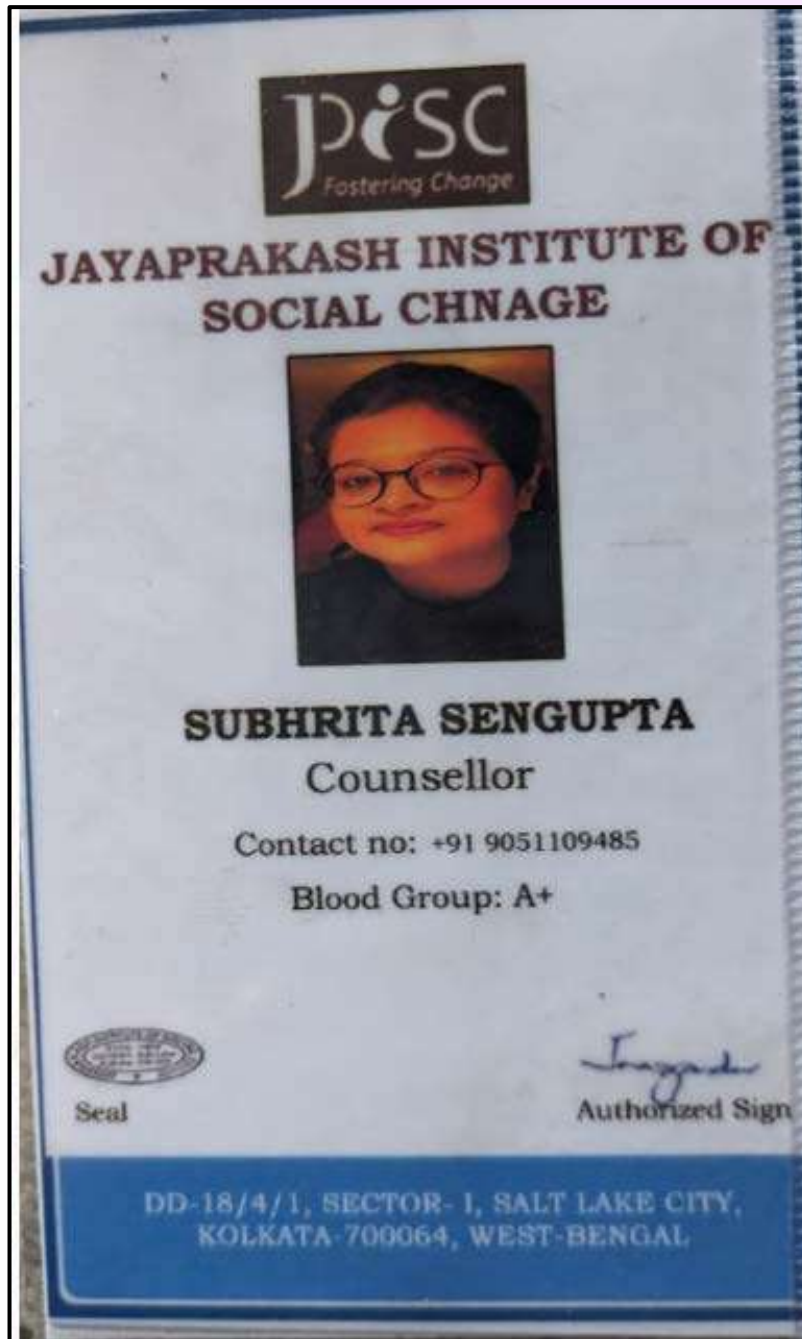 JPiSC
Fostering Change
JAYAPRAKASH INSTITUTE OF
SOCIAL CHNAGE
SUBHRITA SENGUPTA
Counsellor
Contact no: +91 9051109485
Blood Group: A+
Seal
Authorized Sign
DD-18/4/1, SECTOR- I, SALT LAKE CITY,
KOLKATA-700064, WEST-BENGAL